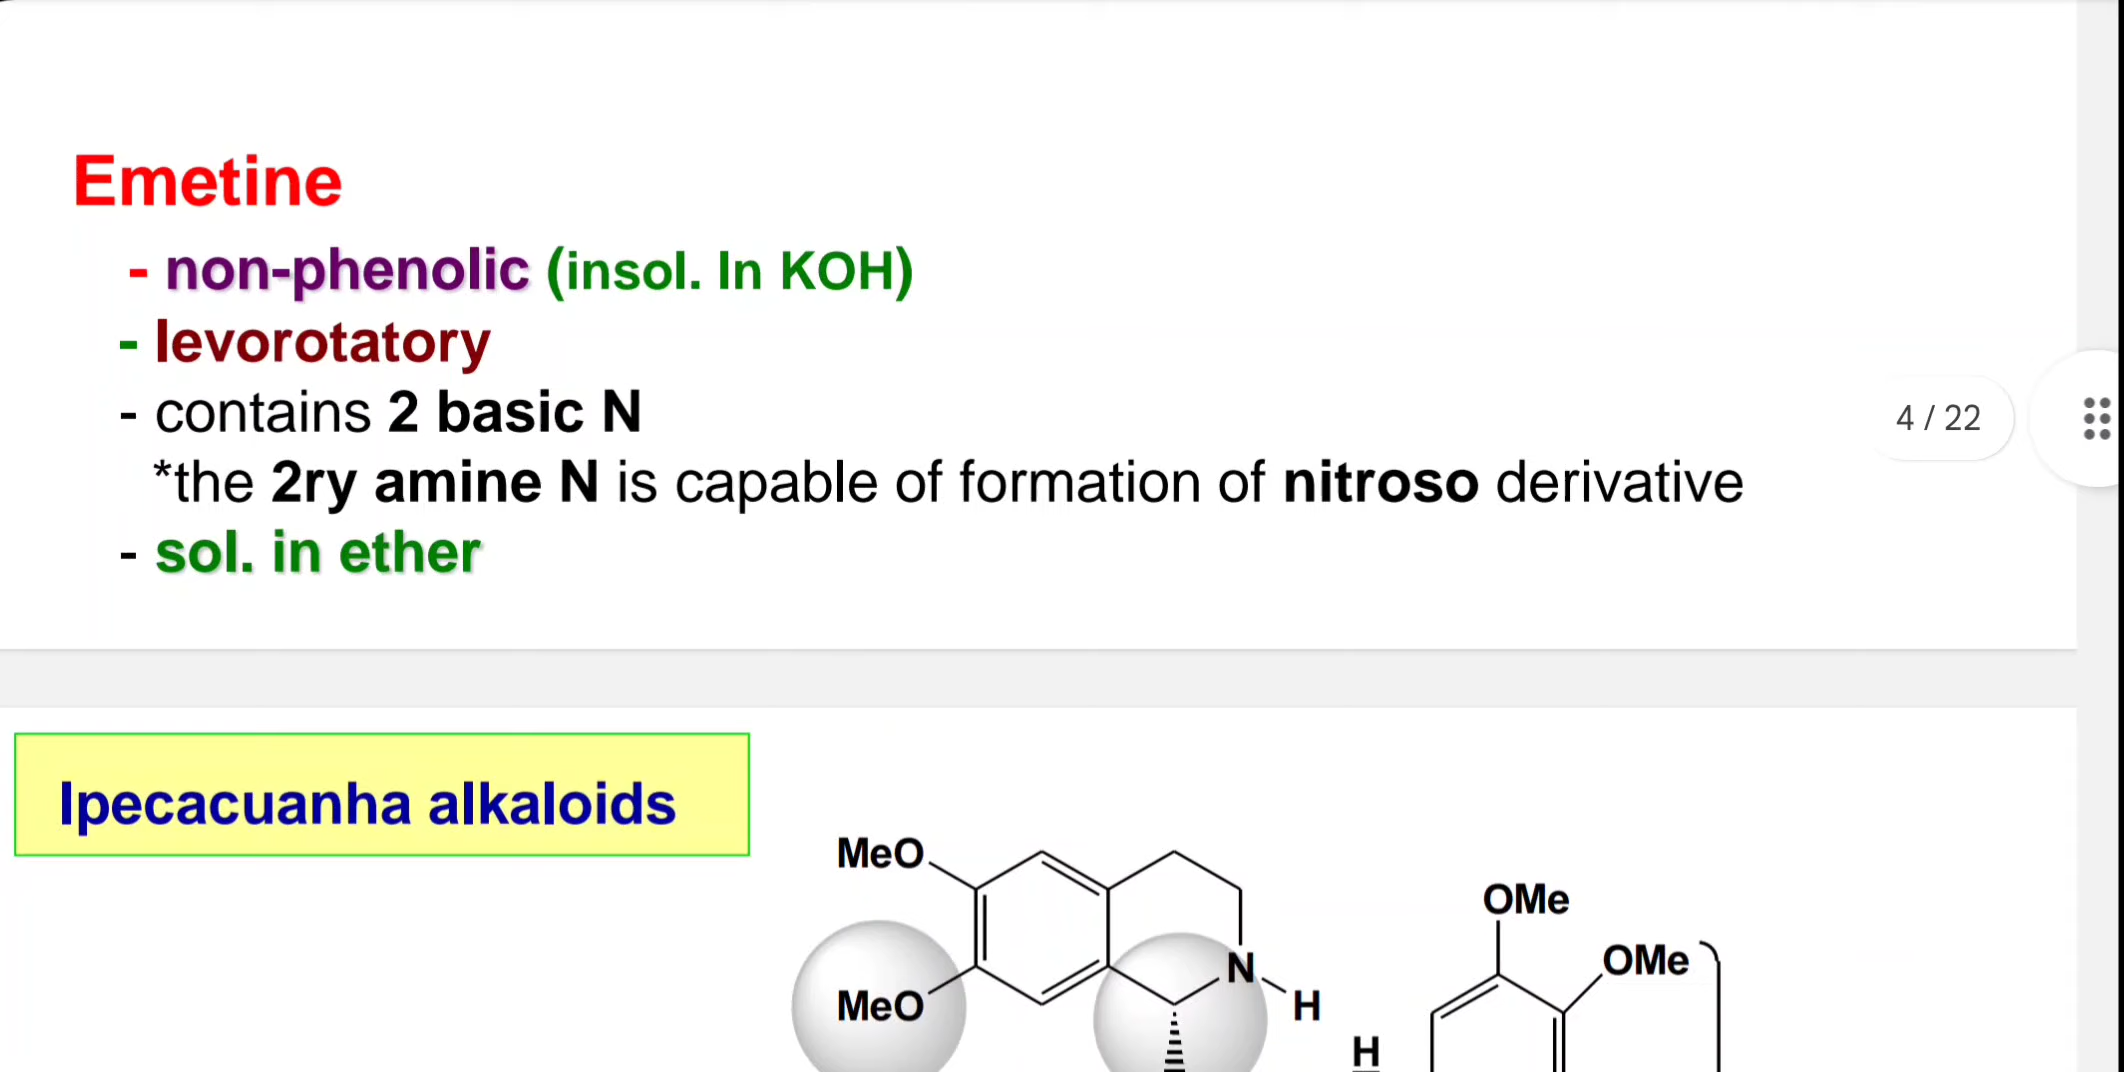 Emetine
- non-phenolic (insol. In KOH)
- levorotatory
- contains 2 basic N
*the 2ry amine N is capable of formation of nitroso derivative
- sol. in ether
4 / 22
Ipecacuanha alkaloids
MeO
OMe
OMe
N
MeO
H
H